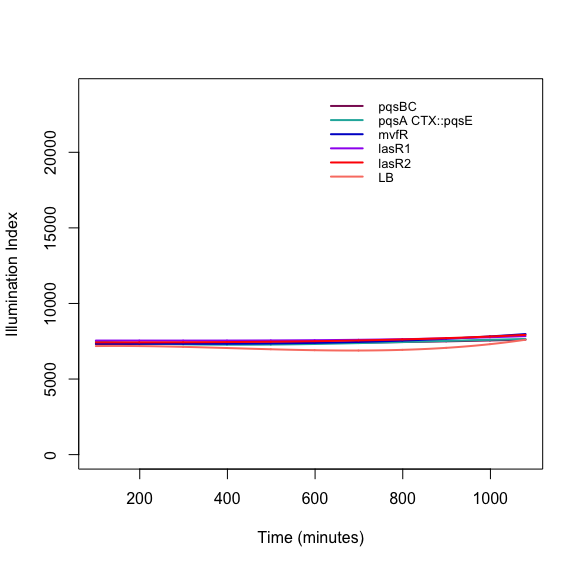 pqsBC
pqsA CTX::pqsE
mvfR
lasR1
lasR2
LB
Illumination Index
20000
15000
10000
5000
0
200 400 600 800 1000
Time (minutes)